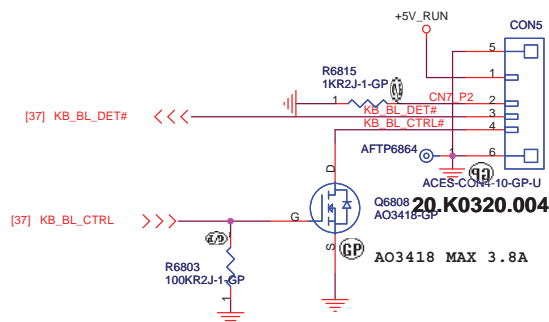 +5V_RUN
CON5
5
R6815
1KR2J-1-GP
1
1
CN7_P2
2
[37] KB_BL_DET#
KB_BL_DET#
3
KB_BL_CTRL#
4
AFTP6864
1
6
GP
ACES-CON4-10-GP-U
20.K0320.004
D
Q6808
AO3418-GP
[37] KB_BL_CTRL
G
S
GP
AO3418 MAX 3.8A
R6803
100KR2J-1-GP
1